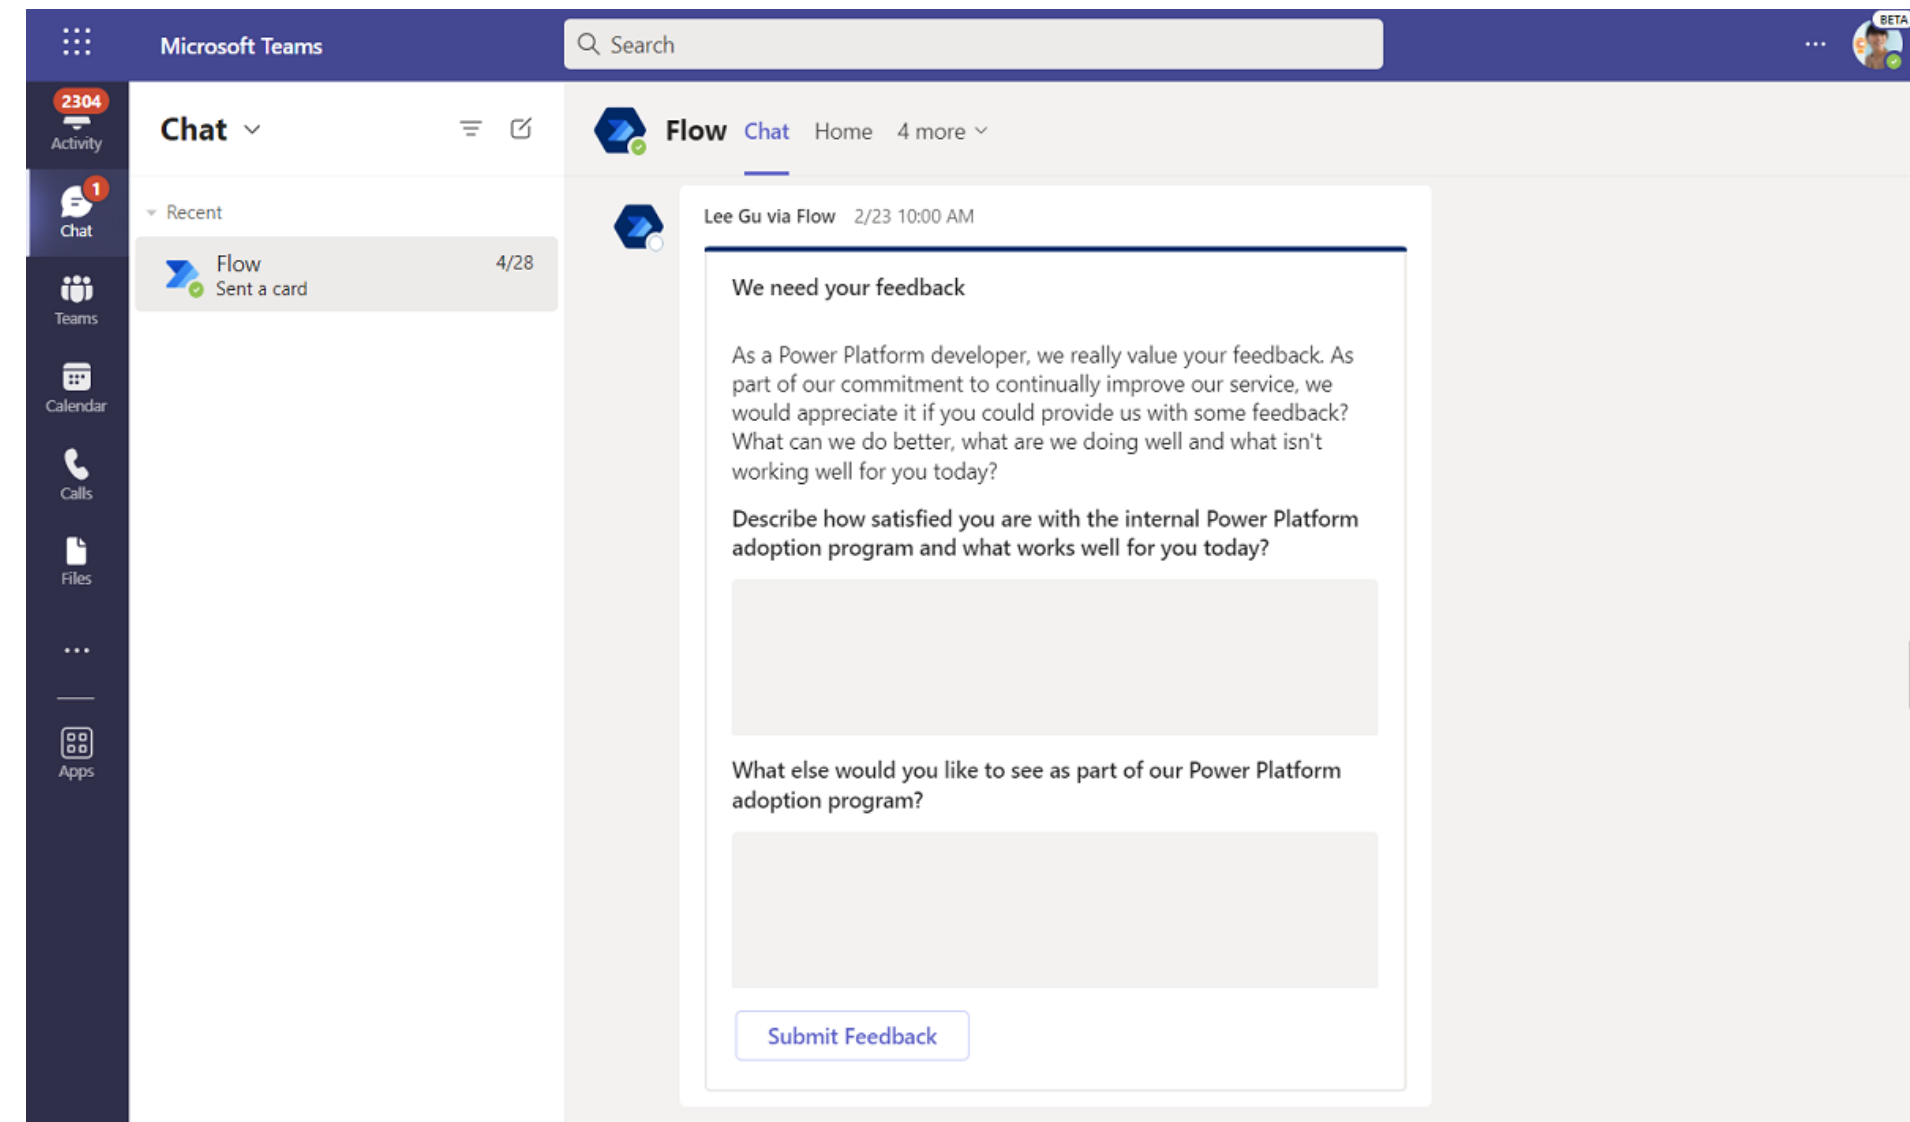 Microsoft Teams
Search
BETA
2304
Activity
1
Chat
Teams
Calendar
Calls
Files
Apps
Chat
Recent
Flow 4/28
Sent a card
Flow Chat Home 4 more
Lee Gu via Flow 2/23 10:00 AM
We need your feedback
As a Power Platform developer, we really value your feedback. As
part of our commitment to continually improve our service, we
would appreciate it if you could provide us with some feedback?
What can we do better, what are we doing well and what isn't
working well for you today?
Describe how satisfied you are with the internal Power Platform
adoption program and what works well for you today?
What else would you like to see as part of our Power Platform
adoption program?
Submit Feedback